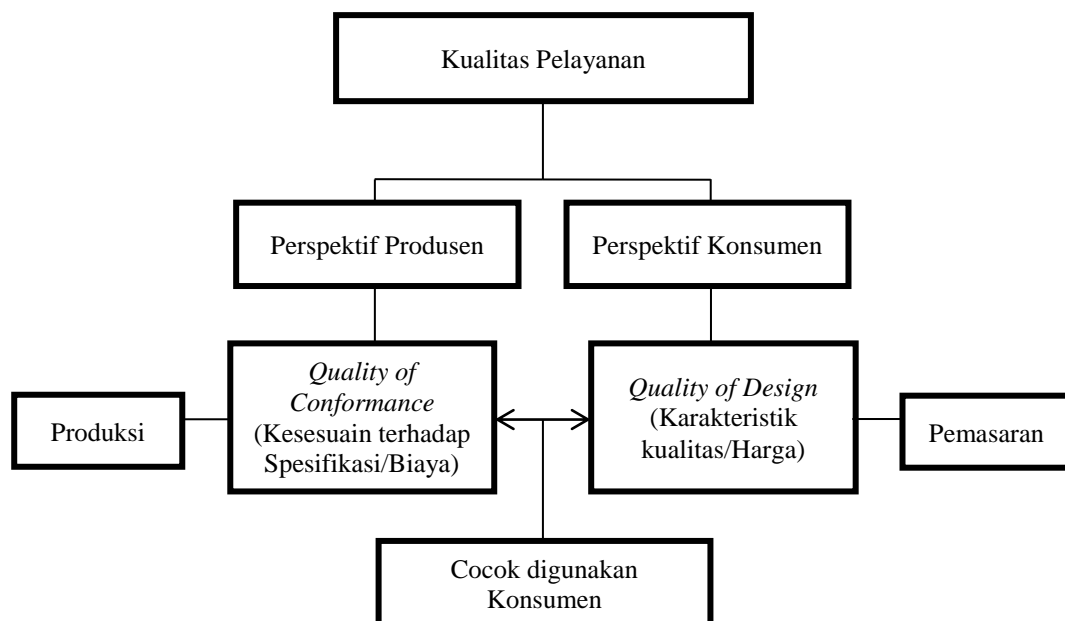 Kualitas Pelayanan
Perspektif Produsen
Perspektif Konsumen
Produksi
Quality of
Conformance
(Kesesuain terhadap
Spesifikasi/Biaya)
Quality of Design
(Karakteristik
kualitas/Harga)
Pemasaran
Cocok digunakan
Konsumen